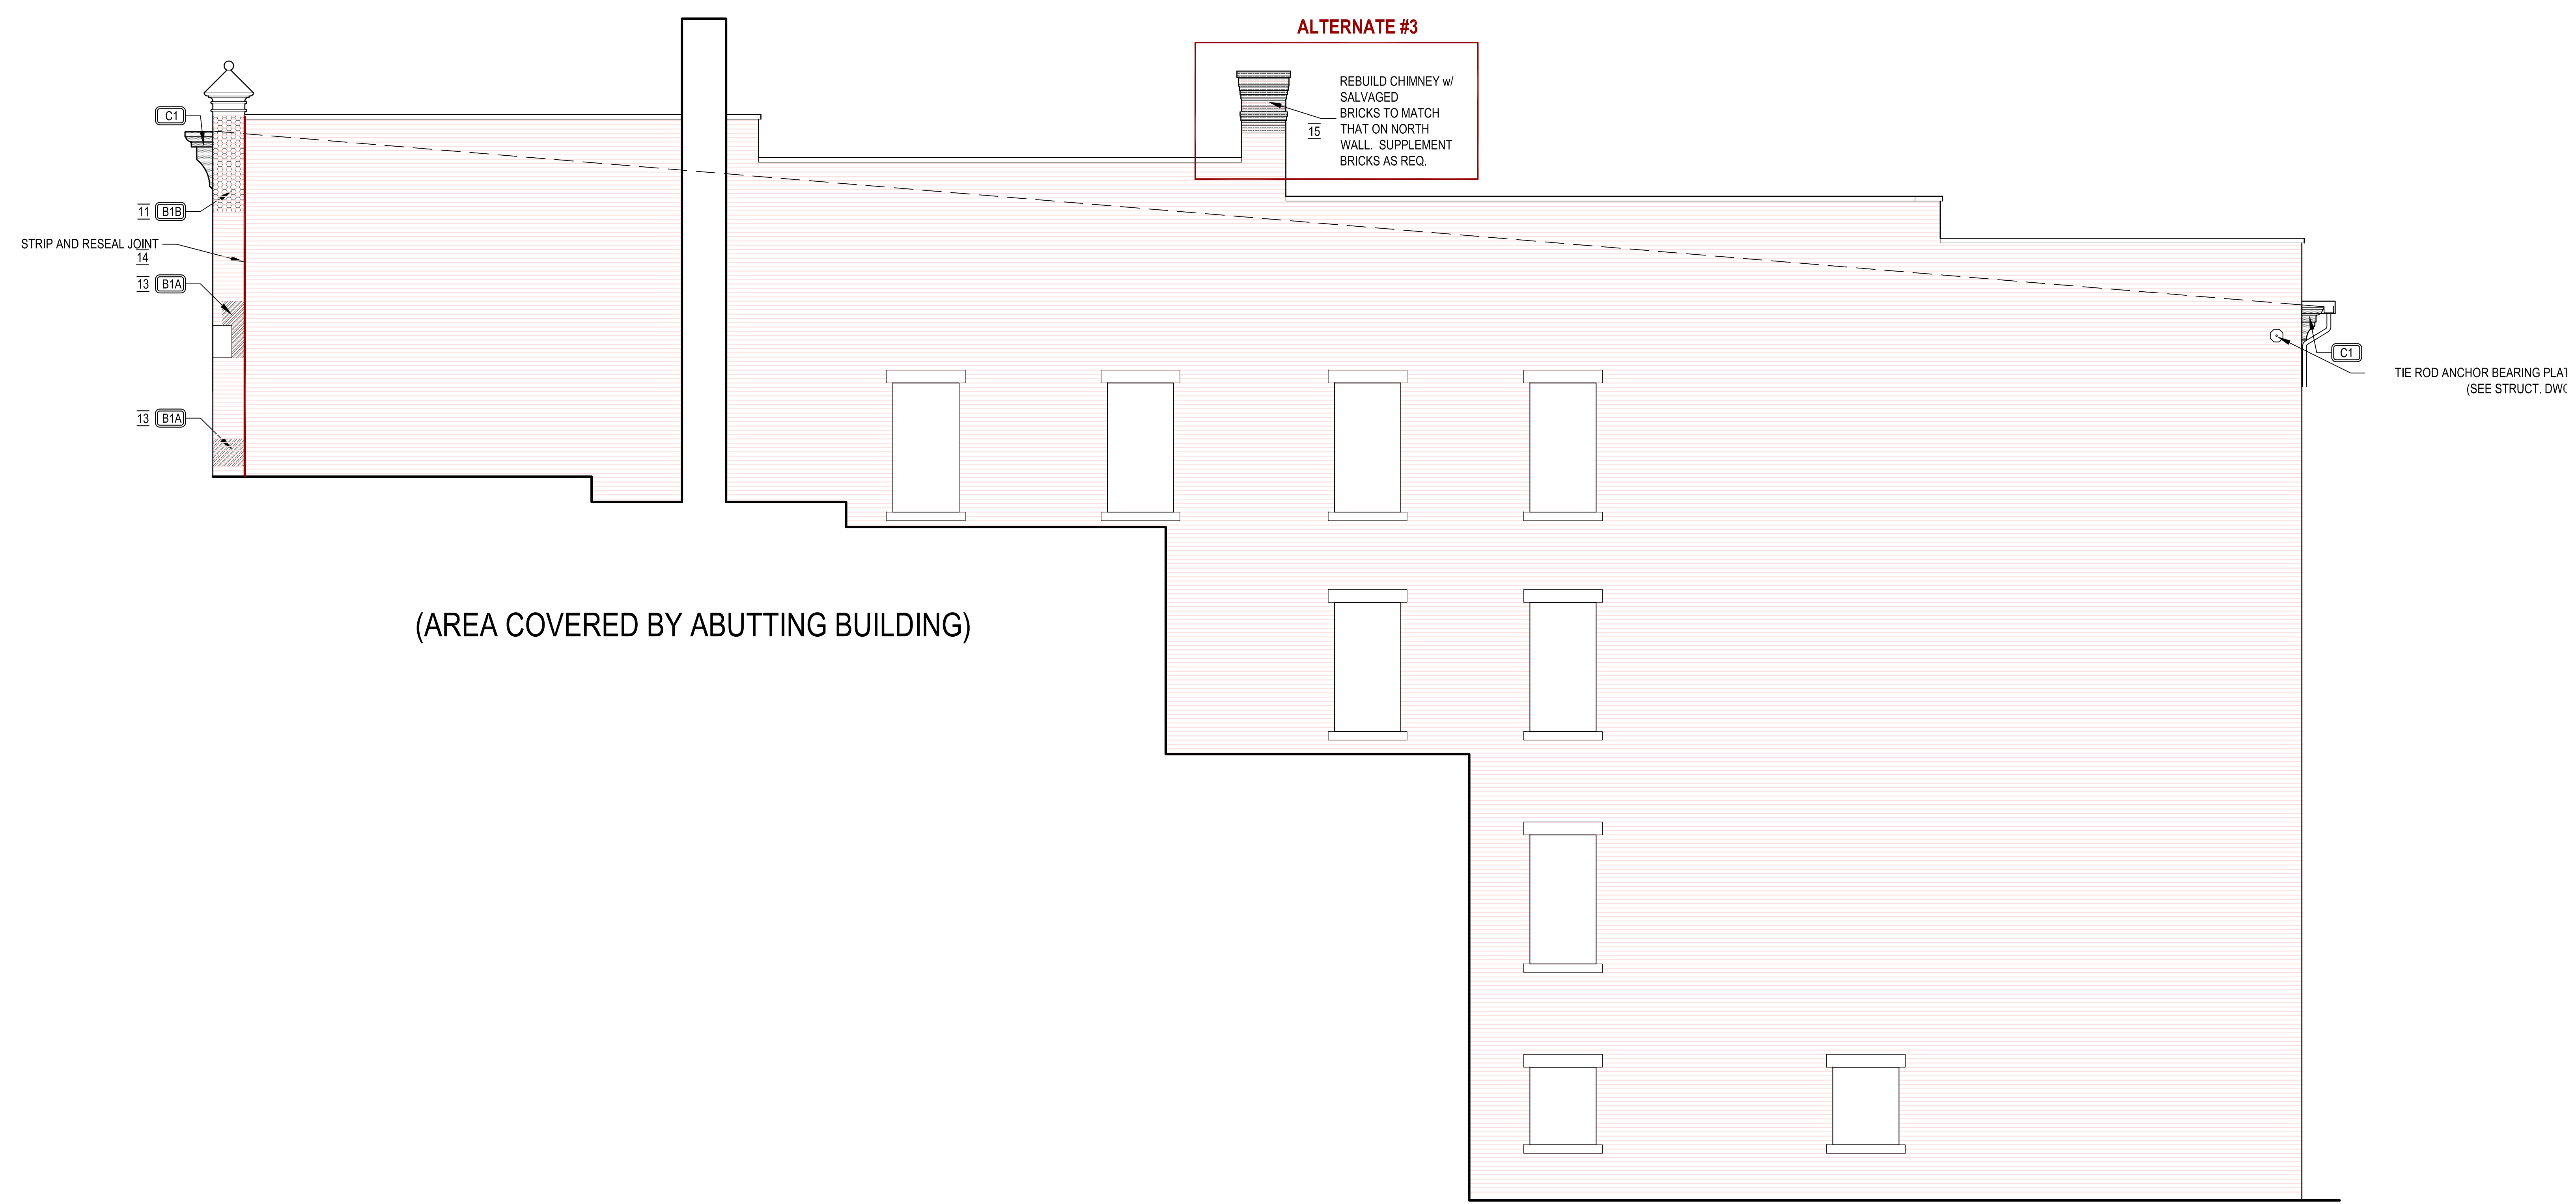 ALTERNATE #3
REBUILD CHIMNEY w/
SALVAGED
BRICKS TO MATCH
THAT ON NORTH
WALL. SUPPLEMENT
BRICKS AS REQ.
15
C1
11 B1B
STRIP AND RESEAL JOINT
14
13 B1A
13 B1A
C1
TIE ROD ANCHOR BEARING
(SEE STRUCT.
(AREA COVERED BY ABUTTING BUILDING)